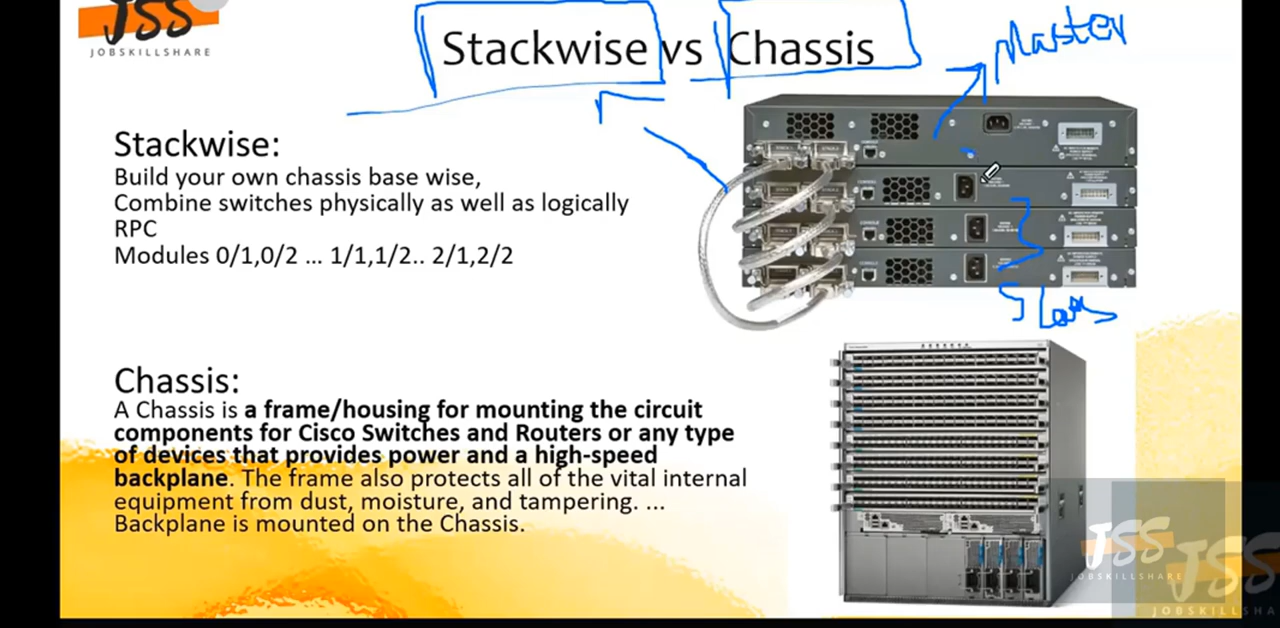 JSS
JOBSKILLSHARE
Stackwise vs Chassis
Master
Stackwise:
Build your own chassis base wise,
Combine switches physically as well as logically
RPC
Modules 0/1,0/2 ... 1/1,1/2.. 2/1,2/2
Chassis:
A Chassis is a frame/housing for mounting the circuit
components for Cisco Switches and Routers or any type
of devices that provides power and a high-speed
backplane. The frame also protects all of the vital internal
equipment from dust, moisture, and tampering. ...
Backplane is mounted on the Chassis.
JSS
JOBSKILLSHARE
JSS
JOBSKILLSHA